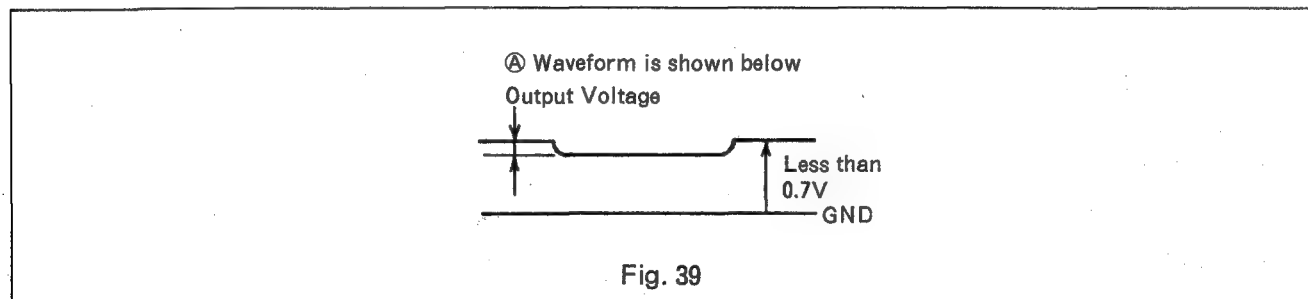 Ⓐ Waveform is shown below
Output Voltage
Less than
0.7V
GND
Fig. 39